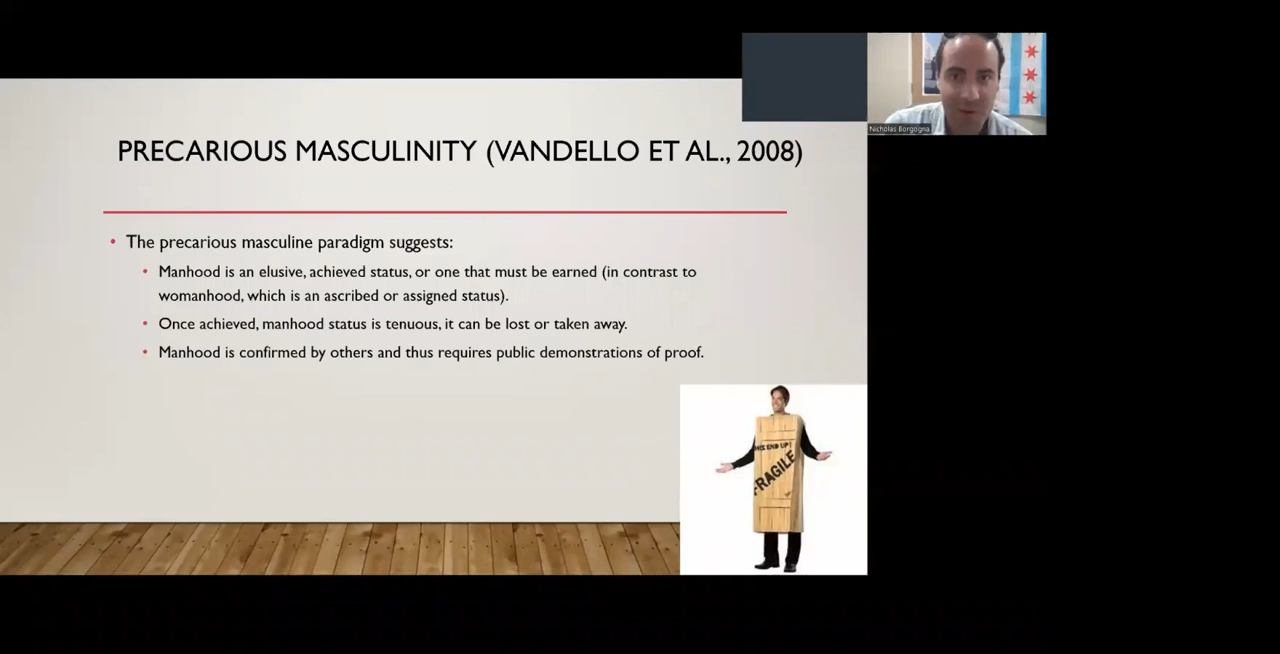 Nicholas Borgogna
PRECARIOUS MASCULINITY (VANDELLO ET AL., 2008)
• The precarious masculine paradigm suggests:
• Manhood is an elusive, achieved status, or one that must be earned (in contrast to
womanhood, which is an ascribed or assigned status).
• Once achieved, manhood status is tenuous, it can be lost or taken away.
• Manhood is confirmed by others and thus requires public demonstrations of proof.
END UP!
FRAGILE